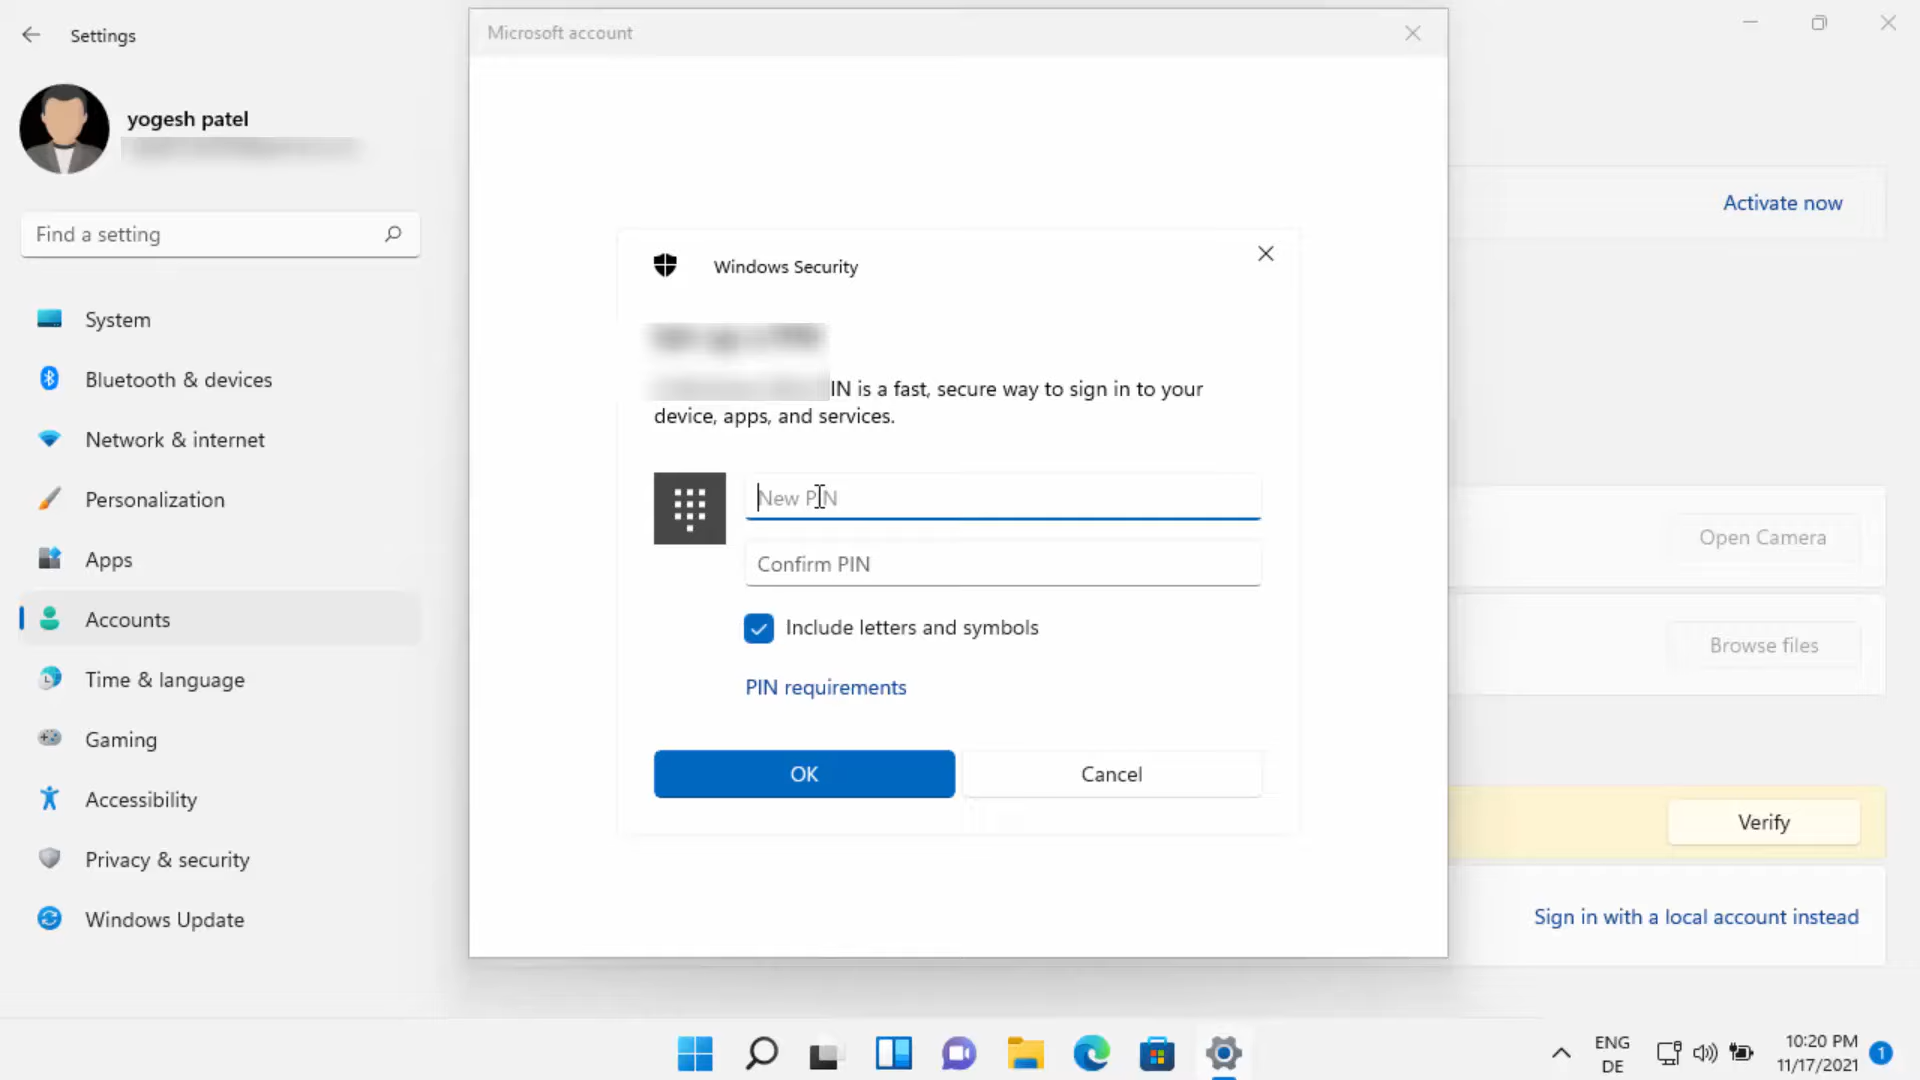 Settings
yogesh patel
Find a setting
System
Bluetooth & devices
Network & internet
Personalization
Apps
Accounts
Time & language
Gaming
Accessibility
Privacy & security
Windows Update
Microsoft account
Windows Security
IN is a fast, secure way to sign in to your
device, apps, and services.
New PIN
Confirm PIN
Include letters and symbols
PIN requirements
OK
Cancel
Activate now
Open Camera
Browse files
Verify
Sign in with a local account instead
ENG
DE
10:20 PM
11/17/2021
1